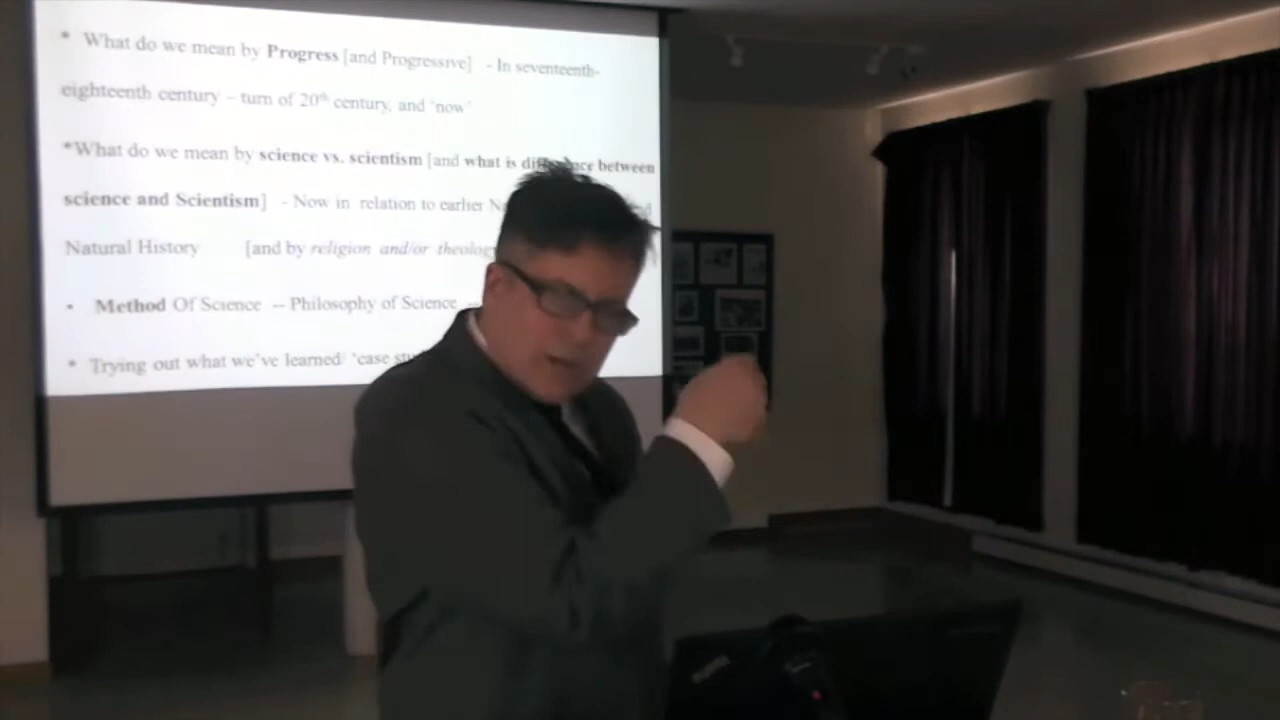 * What do we mean by Progress [and Progressive] - In seventeenth-
eighteenth century – turn of 20th century, and 'now'
*What do we mean by science vs. scientism [and what is difference between
science and Scientism] - Now in relation to earlier
Natural History [and by religion and/or theology
• Method Of Science -- Philosophy of Science
* Trying out what we've learned/ 'case